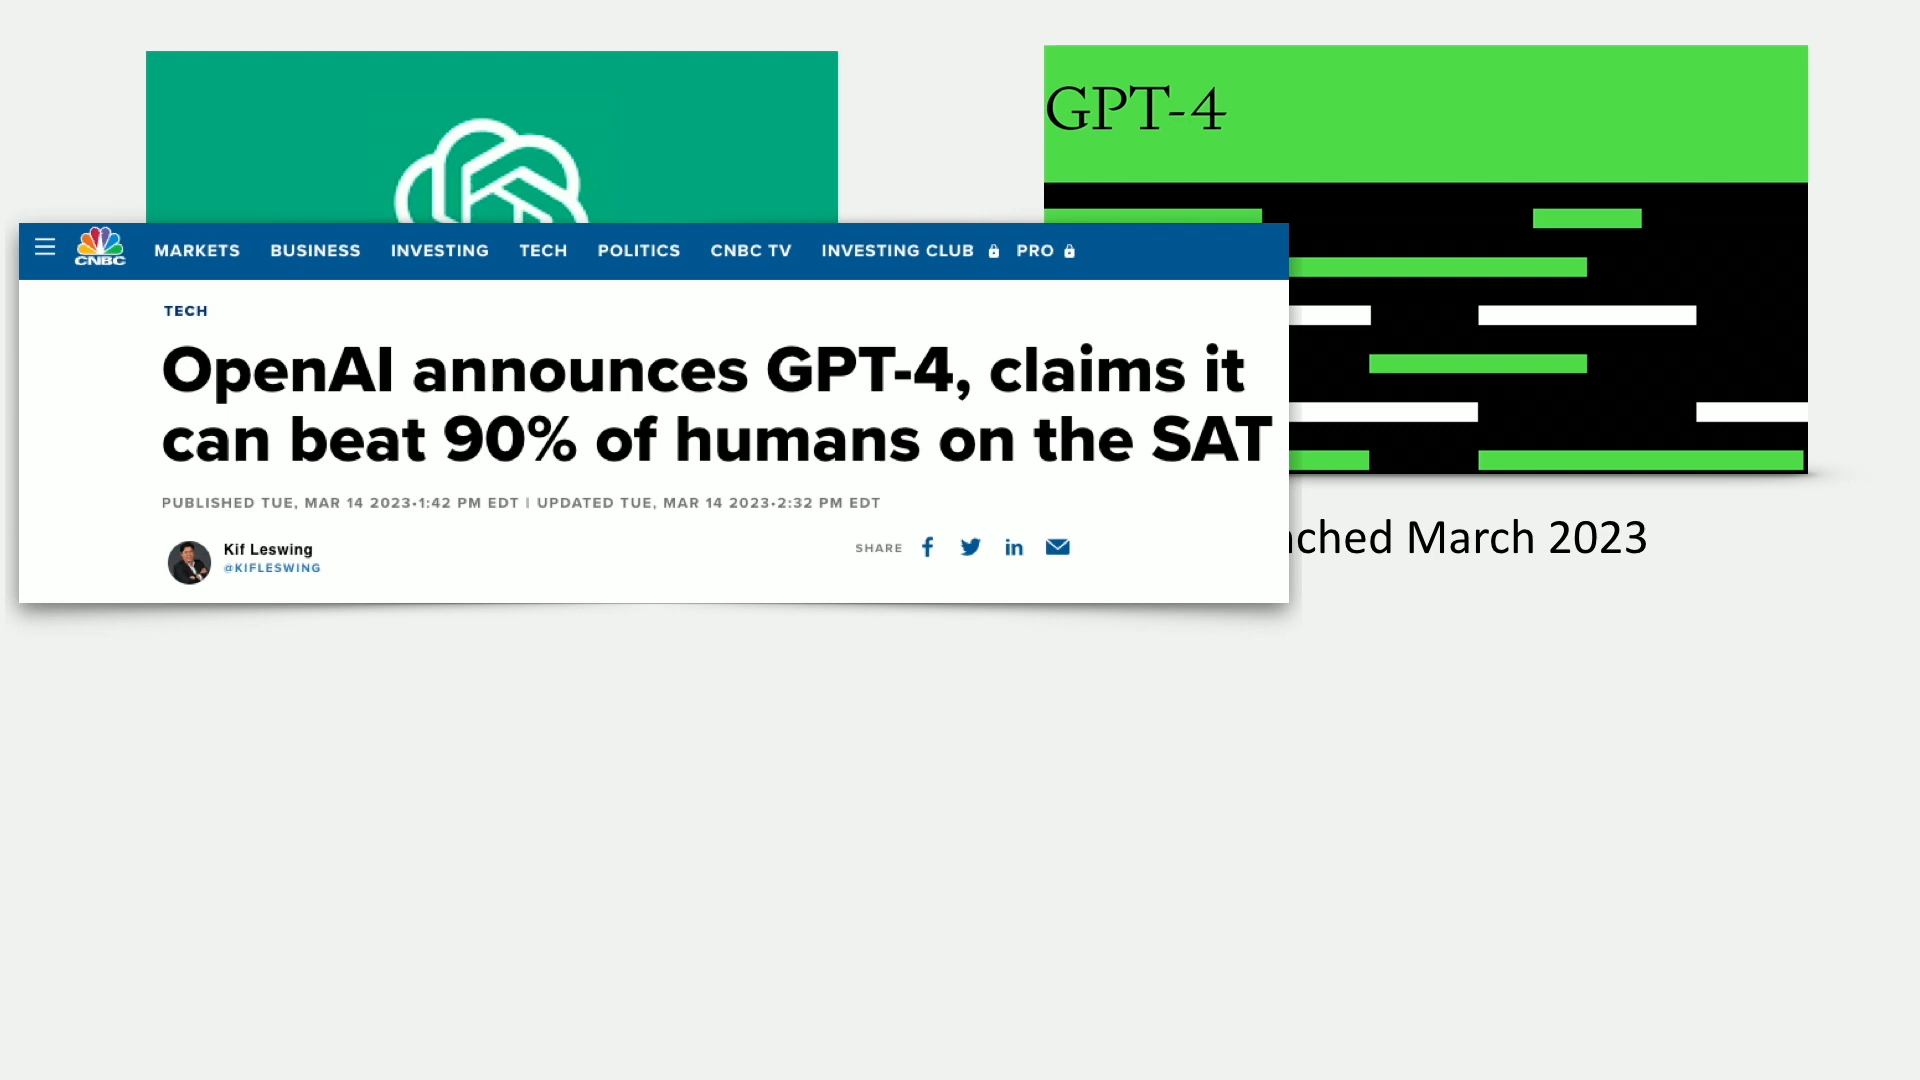 GPT-4
CNBC
MARKETS BUSINESS INVESTING TECH POLITICS CNBC TV INVESTING CLUB PRO
TECH
OpenAI announces GPT-4, claims it
can beat 90% of humans on the SAT
PUBLISHED TUE, MAR 14 2023•1:42 PM EDT | UPDATED TUE, MAR 14 2023•2:32 PM EDT
Kif Leswing
@KIFLESWING
SHARE
March 2023